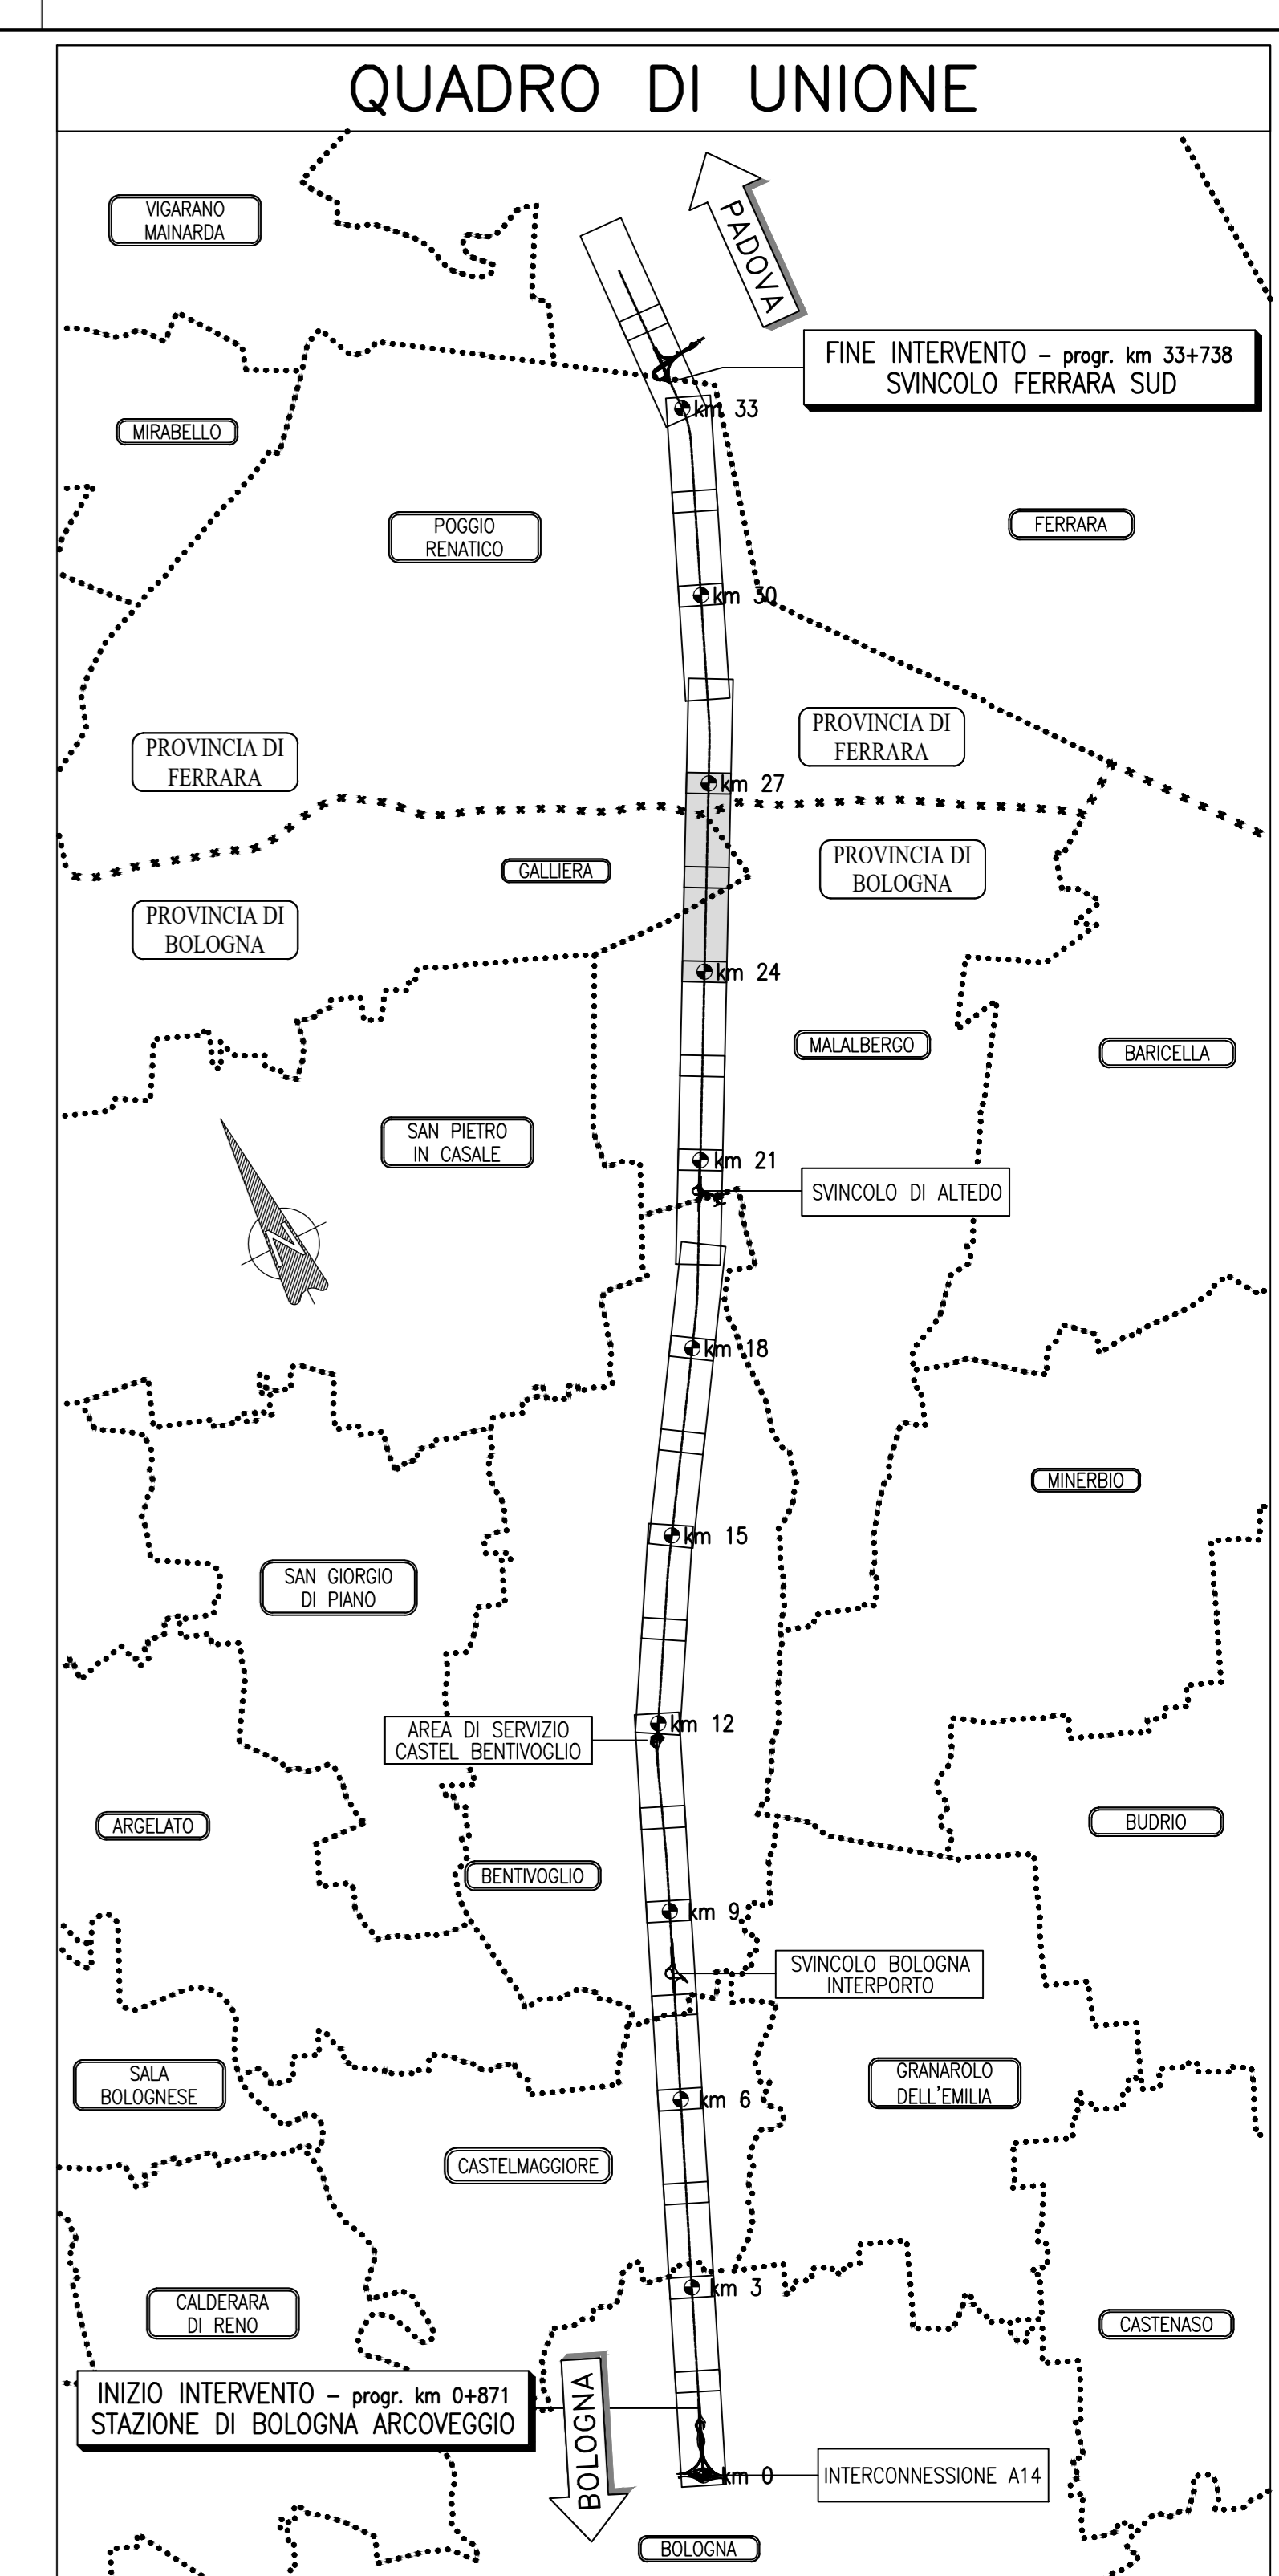 QUADRO DI UNIONE
VIGARANO
MAINARDA
PADOVA
FINE INTERVENTO – progr. km 33+738
SVINCOLO FERRARA SUD
km 33
MIRABELLO
POGGIO
RENATICO
FERRARA
km 30
PROVINCIA DI
FERRARA
PROVINCIA DI
FERRARA
km 27
GALLIERA
PROVINCIA DI
BOLOGNA
PROVINCIA DI
BOLOGNA
km 24
MALALBERGO
BARICELLA
SAN PIETRO
IN CASALE
km 21
SVINCOLO DI ALTEDO
N
km 18
MINERBIO
km 15
SAN GIORGIO
DI PIANO
km 12
AREA DI SERVIZIO
CASTEL BENTIVOGLIO
ARGELATO
BUDRIO
BENTIVOGLIO
km 9
SVINCOLO BOLOGNA
INTERPORTO
SALA
BOLOGNESE
GRANAROLO
DELL'EMILIA
km 6
CASTELMAGGIORE
km 3
CALDERARA
DI RENO
CASTENASO
INIZIO INTERVENTO – progr. km 0+871
STAZIONE DI BOLOGNA ARCOVEGGIO
BOLOGNA
km 0
INTERCONNESSIONE A14
BOLOGNA